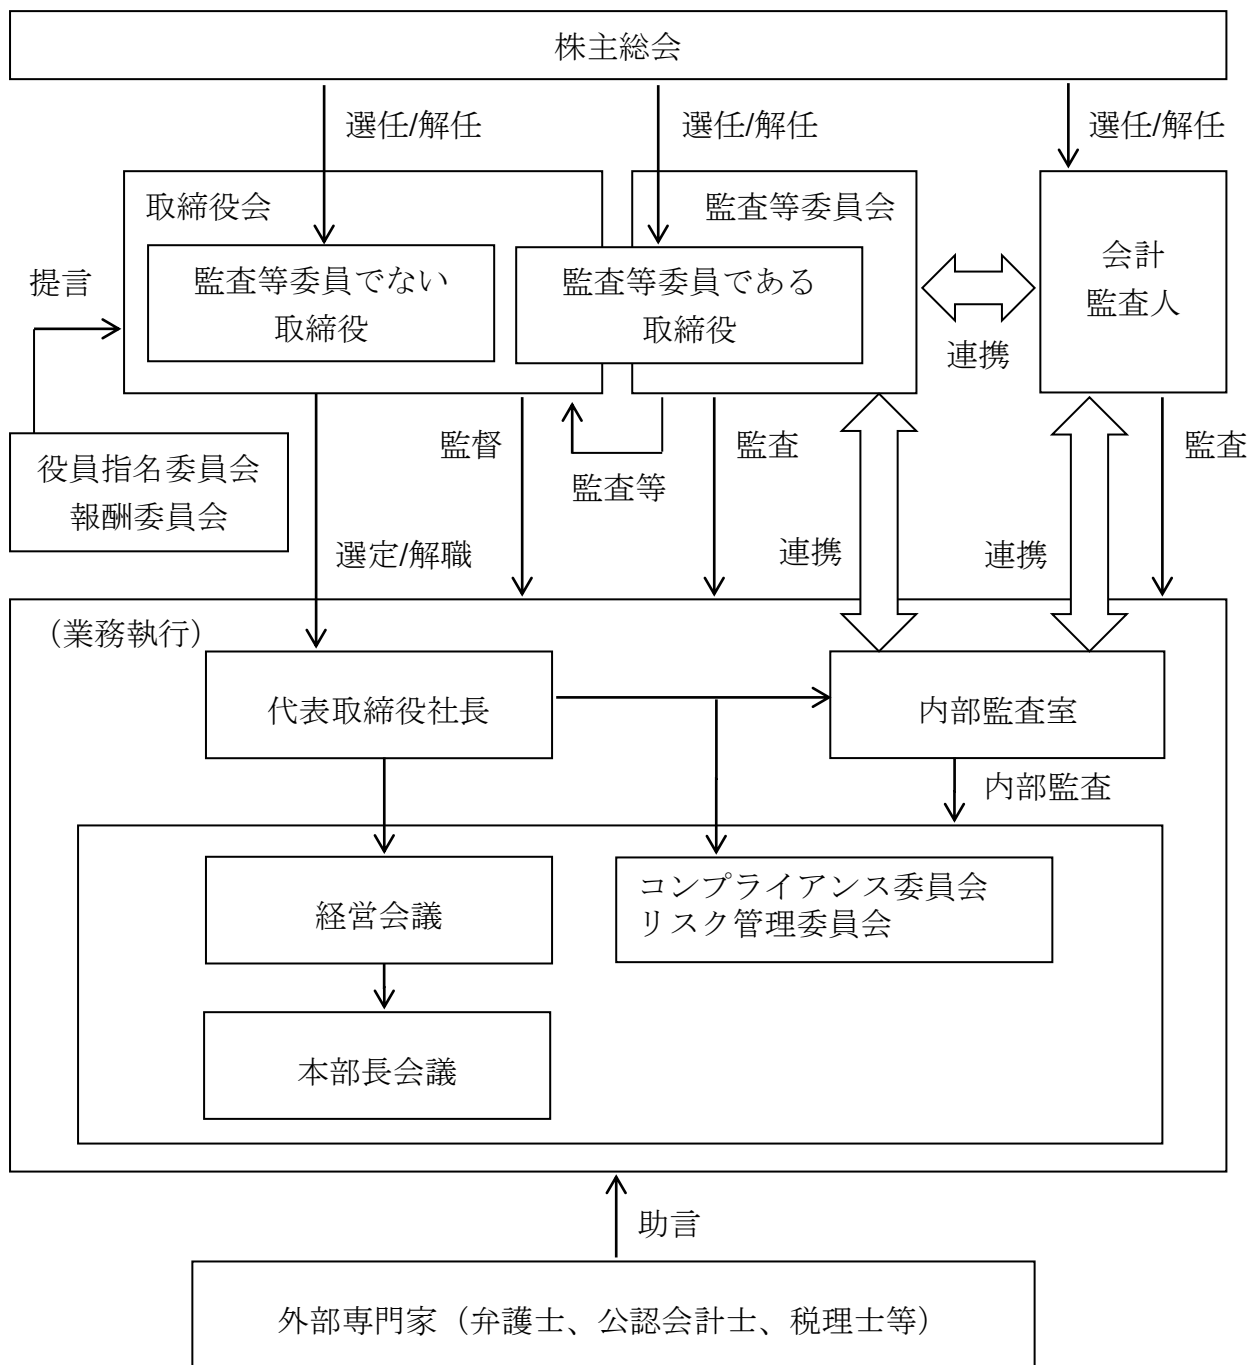 株主総会
選任/解任
選任/解任
選任/解任
取締役会
監査等委員会
監査等委員でない
取締役
監査等委員である
取締役
会計
監査人
提言
連携
役員指名委員会
報酬委員会
監督
監査等
監査
監査
選定/解職
連携
連携
（業務執行）
代表取締役社長
内部監査室
内部監査
経営会議
コンプライアンス委員会
リスク管理委員会
本部長会議
助言
外部専門家（弁護士、公認会計士、税理士等）